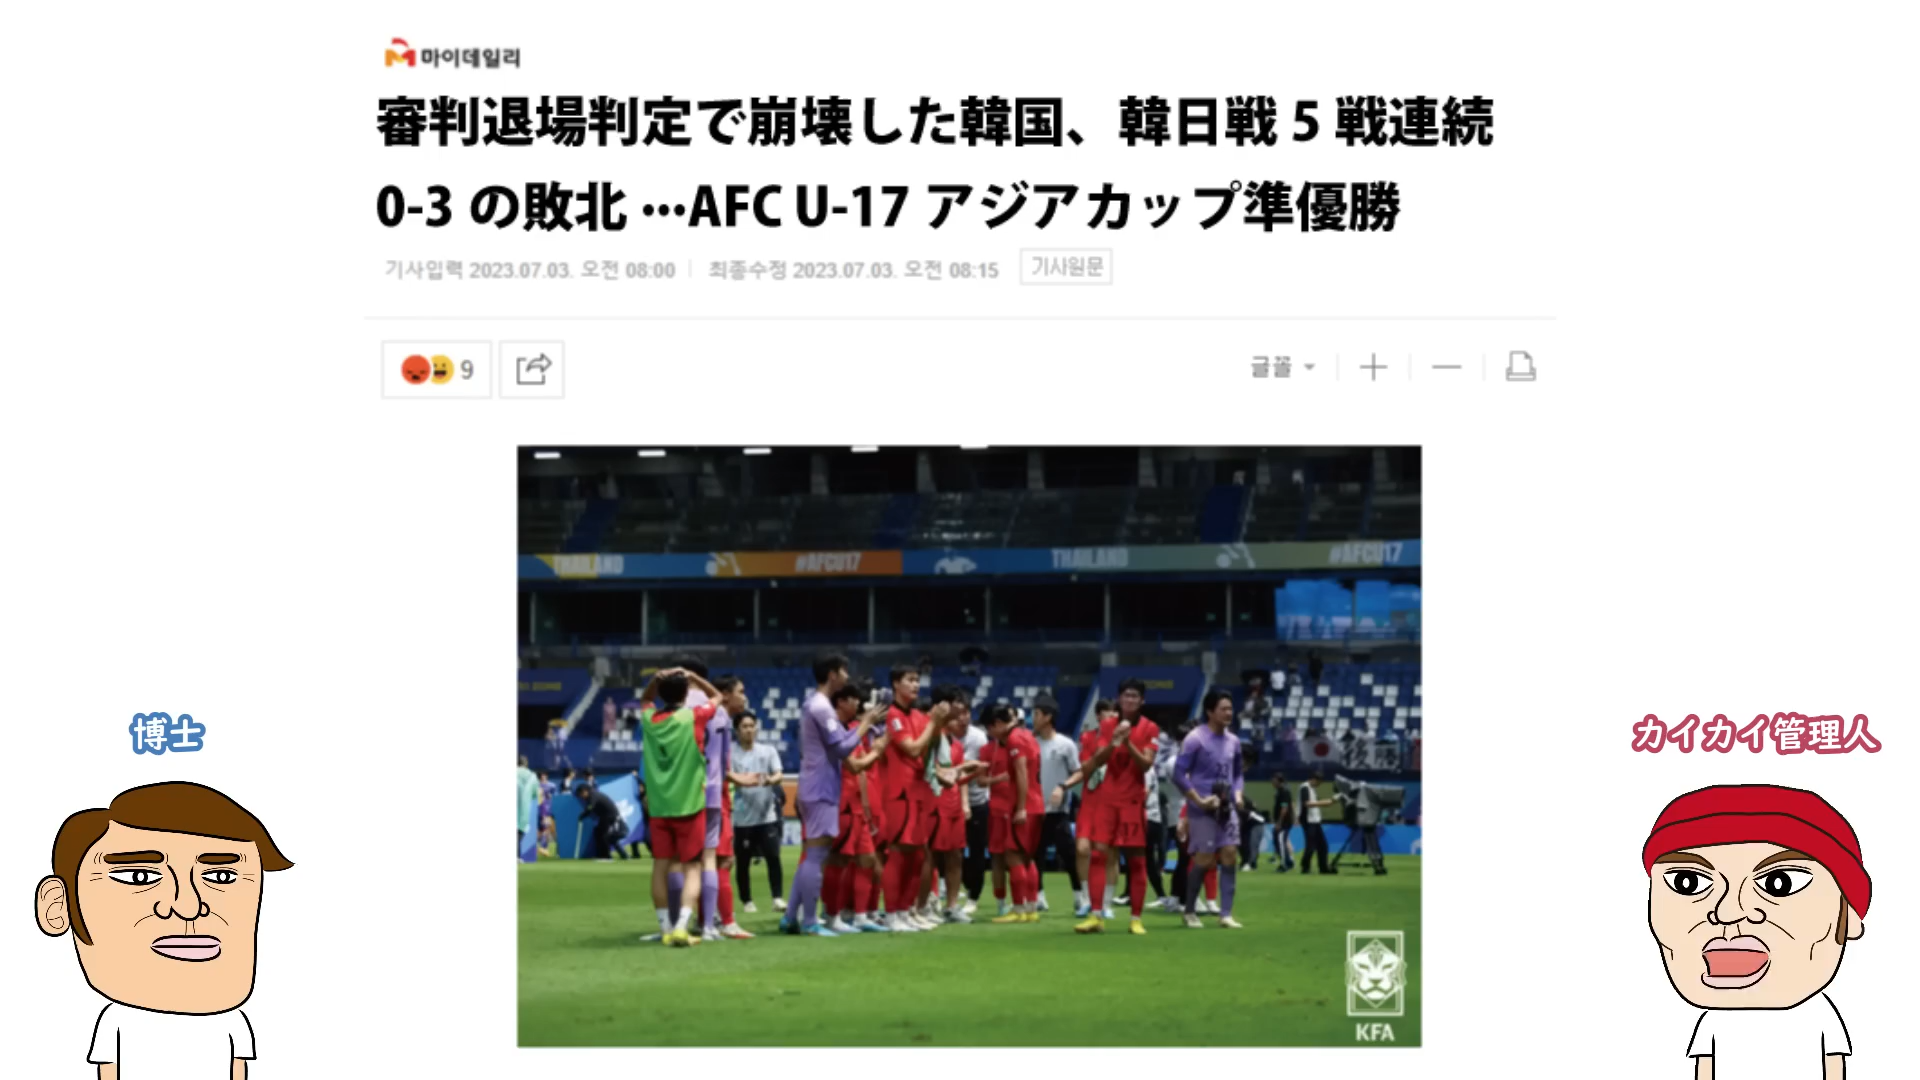 마이데일리
審判退場判定で崩壊した韓国、韓日戦 5 戦連続
0-3 の敗北 …AFC U-17 アジアカップ準優勝
기사입력 2023.07.03. 오전 08:00 최종수정 2023.07.03. 오전 08:15 기사원문
9
글꼴
THAILAND #AFCU17 THAILAND #AFCU17
17
KFA
博士
カイカイ管理人